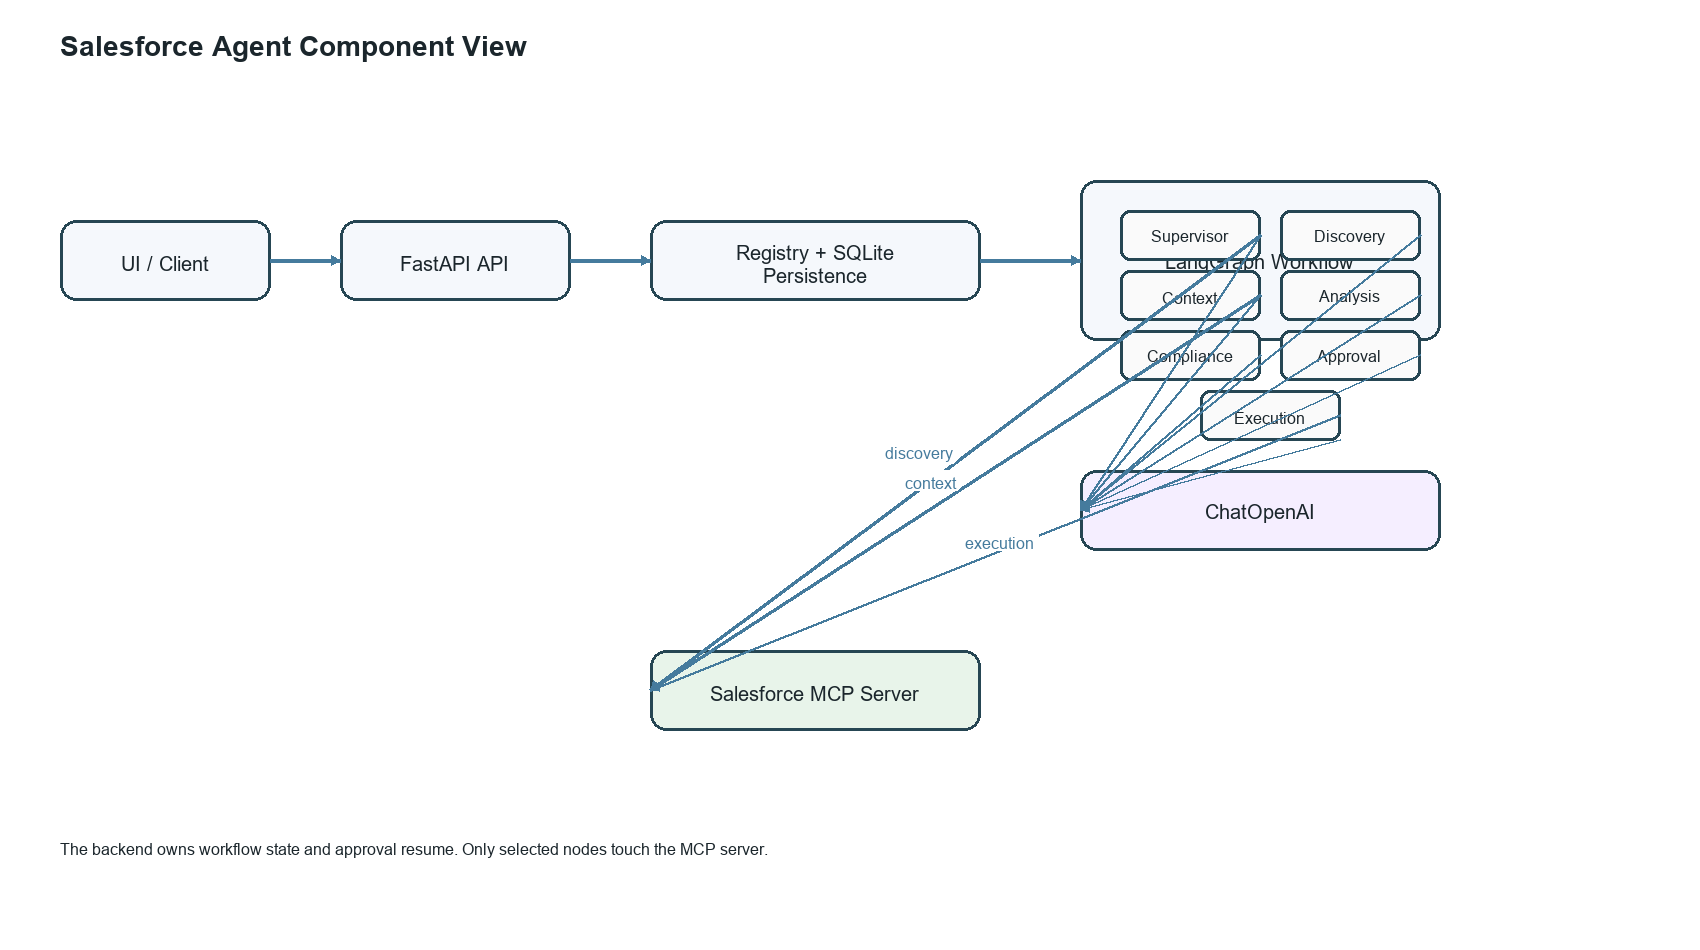 Salesforce Agent Component View
UI / Client
FastAPI API
Registry + SQLite
Persistence
Supervisor
Discovery
LangGraph Workflow
Context
Analysis
Compliance
Approval
Execution
discovery
context
ChatOpenAI
execution
Salesforce MCP Server
The backend owns workflow state and approval resume. Only selected nodes touch the MCP server.